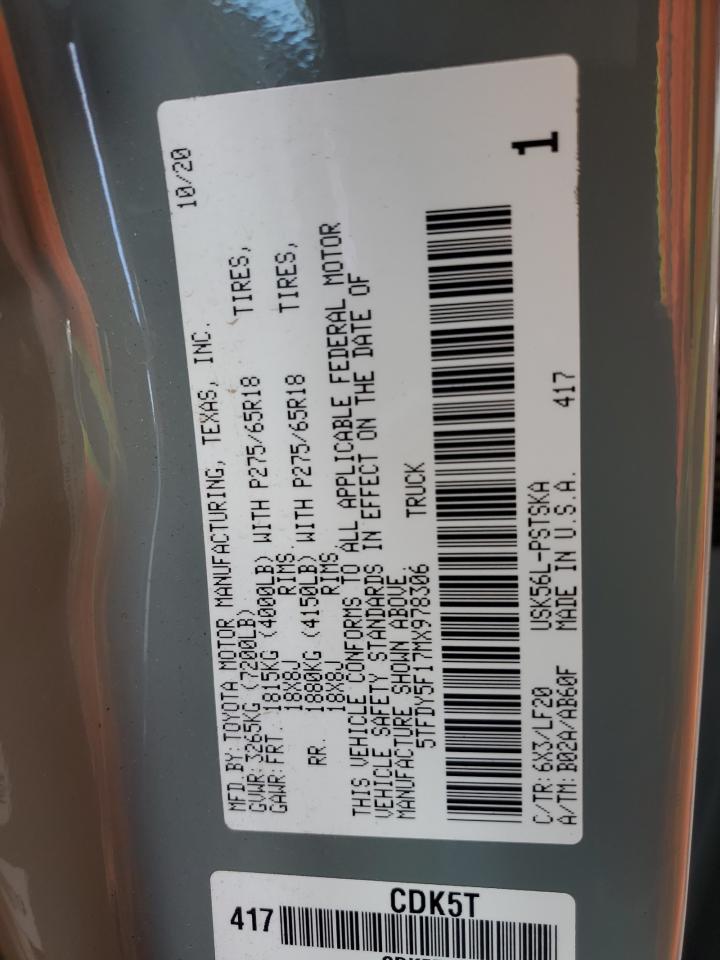 MFD.BY:TOYOTA MOTOR MANUFACTURING, TEXAS, INC. 10/20
GVWR:3265KG (7200LB)
GAWR:FRT. 1815KG (4000LB) WITH P275/65R18 TIRES,
18X8J RIMS.
RR. 1880KG (4150LB) WITH P275/65R18 TIRES,
18X8J RIMS.
THIS VEHICLE CONFORMS TO ALL APPLICABLE FEDERAL MOTOR
VEHICLE SAFETY STANDARDS IN EFFECT ON THE DATE OF
MANUFACTURE SHOWN ABOVE.
5TFDY5F17MX978306 TRUCK
C/TR:6X3/LF20 USK56L-PSTSKA 417
A/TM:B02A/AB60F MADE IN U.S.A.
1
417 CDK5T